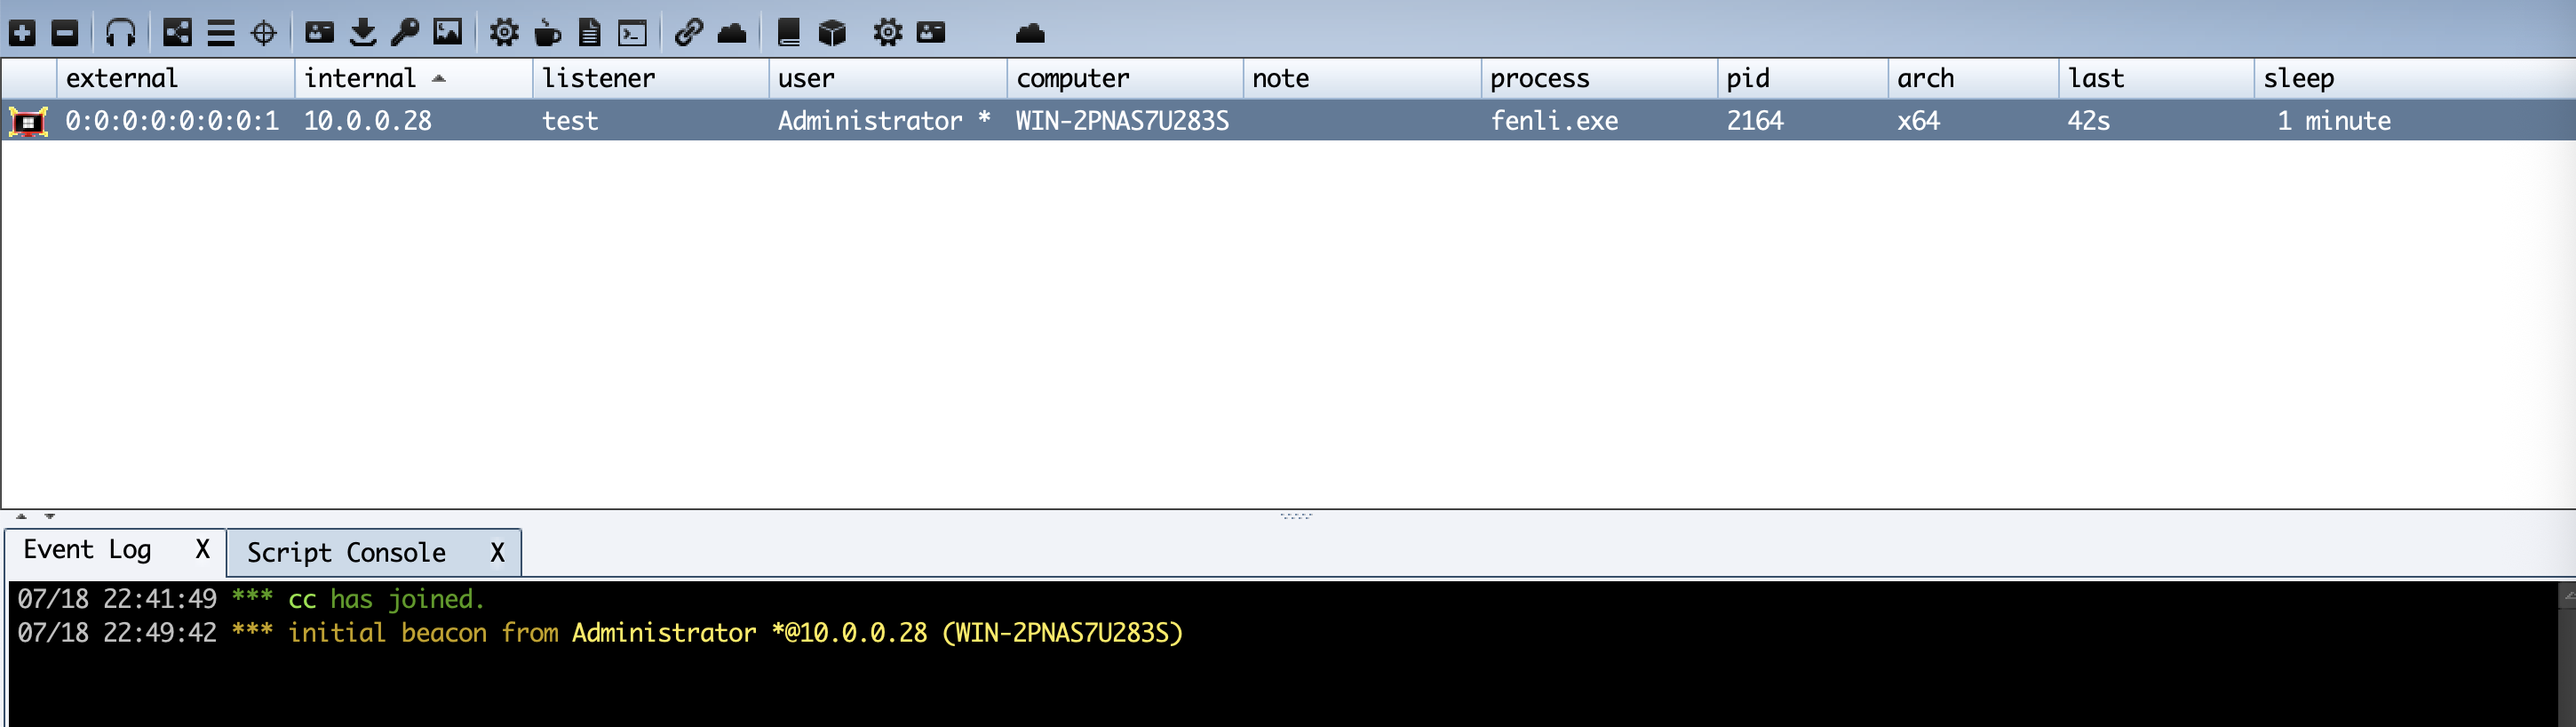 external internal listener user computer note process pid arch last sleep
0:0:0:0:0:0:0:1 10.0.0.28 test Administrator * WIN-2PNAS7U283S fenli.exe 2164 x64 42s 1 minute
Event Log X Script Console X
07/18 22:41:49 *** cc has joined.
07/18 22:49:42 *** initial beacon from Administrator *@10.0.0.28 (WIN-2PNAS7U283S)